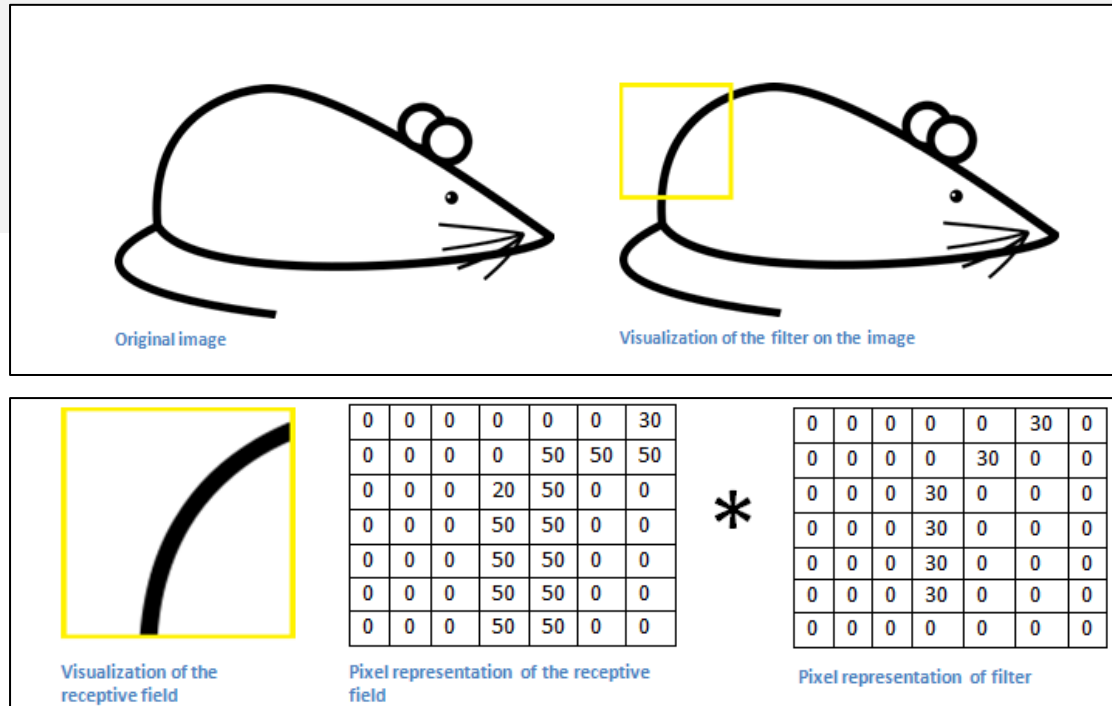 Original image
Visualization of the filter on the image
0 0 0 0 0 0 30
0 0 0 0 50 50 50
0 0 0 20 50 0 0
0 0 0 50 50 0 0
0 0 0 50 50 0 0
0 0 0 50 50 0 0
0 0 0 50 50 0 0
*
0 0 0 0 0 30 0
0 0 0 0 30 0 0
0 0 0 30 0 0 0
0 0 0 30 0 0 0
0 0 0 30 0 0 0
0 0 0 30 0 0 0
0 0 0 0 0 0 0
Visualization of the
receptive field
Pixel representation of the receptive
field
Pixel representation of filter